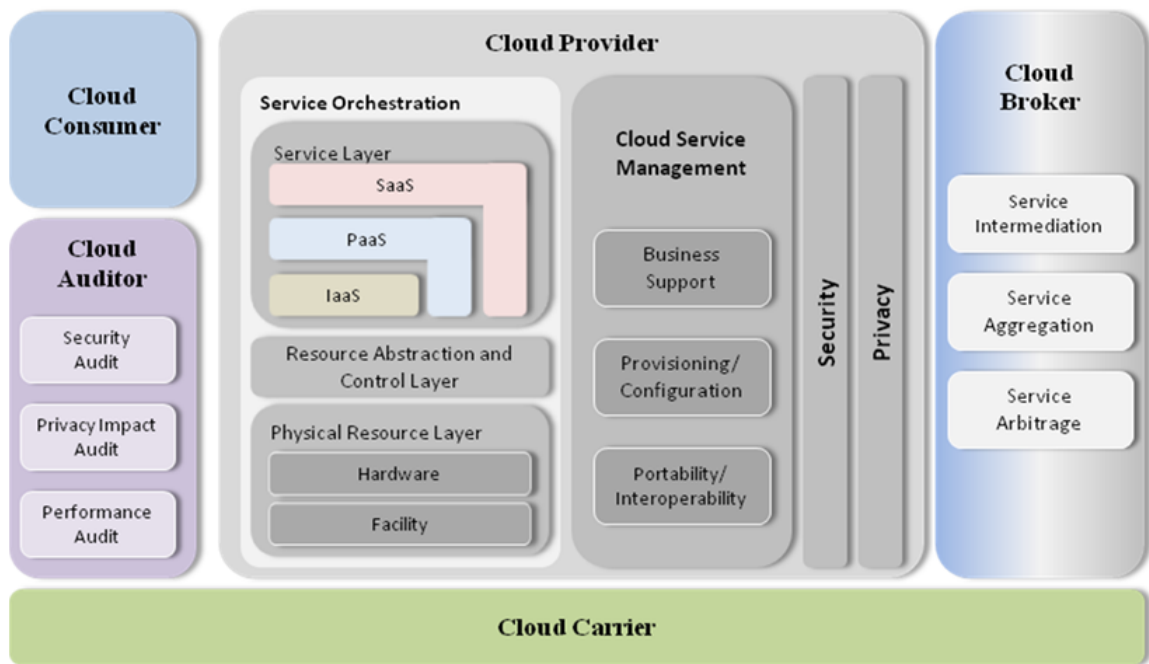 Cloud
Consumer
Cloud
Auditor
Security
Audit
Privacy Impact
Audit
Performance
Audit
Cloud Provider
Service Orchestration
Service Layer
SaaS
PaaS
IaaS
Resource Abstraction and
Control Layer
Physical Resource Layer
Hardware
Facility
Cloud Service
Management
Business
Support
Provisioning/
Configuration
Portability/
Interoperability
Security
Privacy
Cloud
Broker
Service
Intermediation
Service
Aggregation
Service
Arbitrage
Cloud Carrier